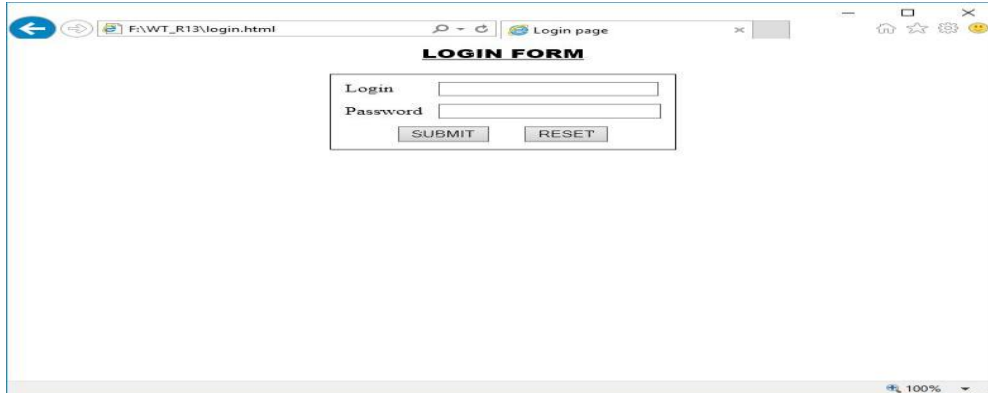 F:\WT_R13\login.html
Login page
LOGIN FORM
Login
Password
SUBMIT RESET
100%